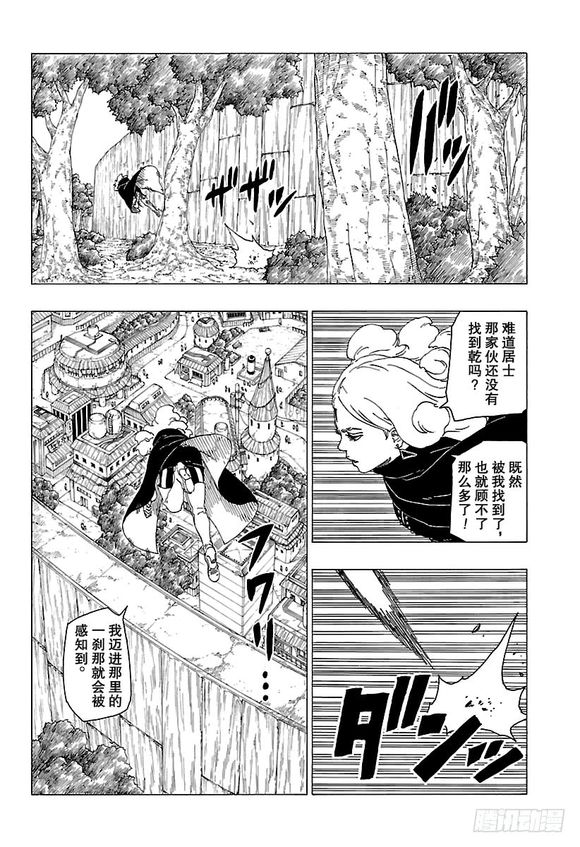 ザザッ
ザッ
难道居士
那家伙还没有
找到乾吗？
既然
被我找到了，
也就顾不了
那么多了！
フワッ
我迈进那里的
一刹那就会被
感知到。
ダンッ
腾讯动漫